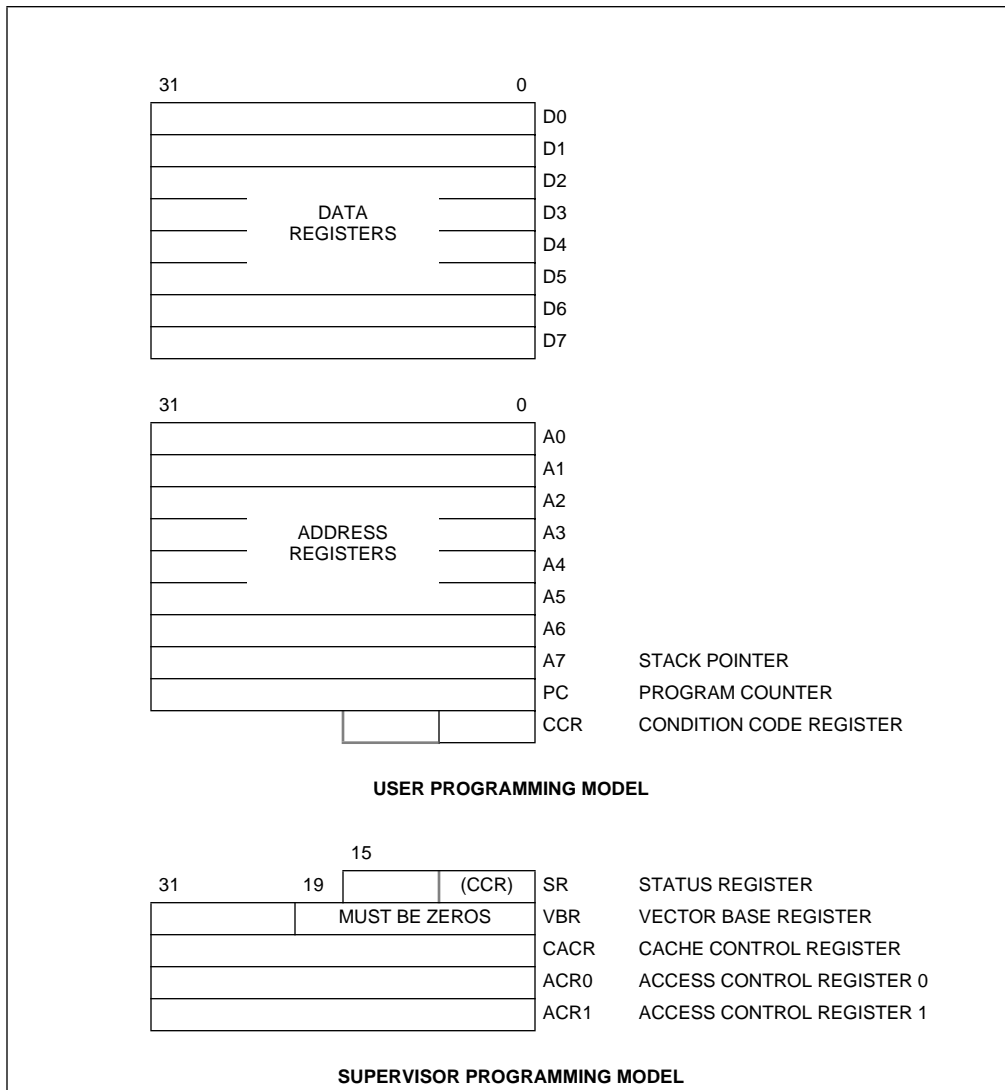 31 0
D0
D1
D2
DATA
REGISTERS
D3
D4
D5
D6
D7
31 0
A0
A1
A2
ADDRESS
REGISTERS
A3
A4
A5
A6
A7 STACK POINTER
PC PROGRAM COUNTER
CCR CONDITION CODE REGISTER
USER PROGRAMMING MODEL
15
31 19 (CCR) SR STATUS REGISTER
MUST BE ZEROS VBR VECTOR BASE REGISTER
CACR CACHE CONTROL REGISTER
ACR0 ACCESS CONTROL REGISTER 0
ACR1 ACCESS CONTROL REGISTER 1
SUPERVISOR PROGRAMMING MODEL